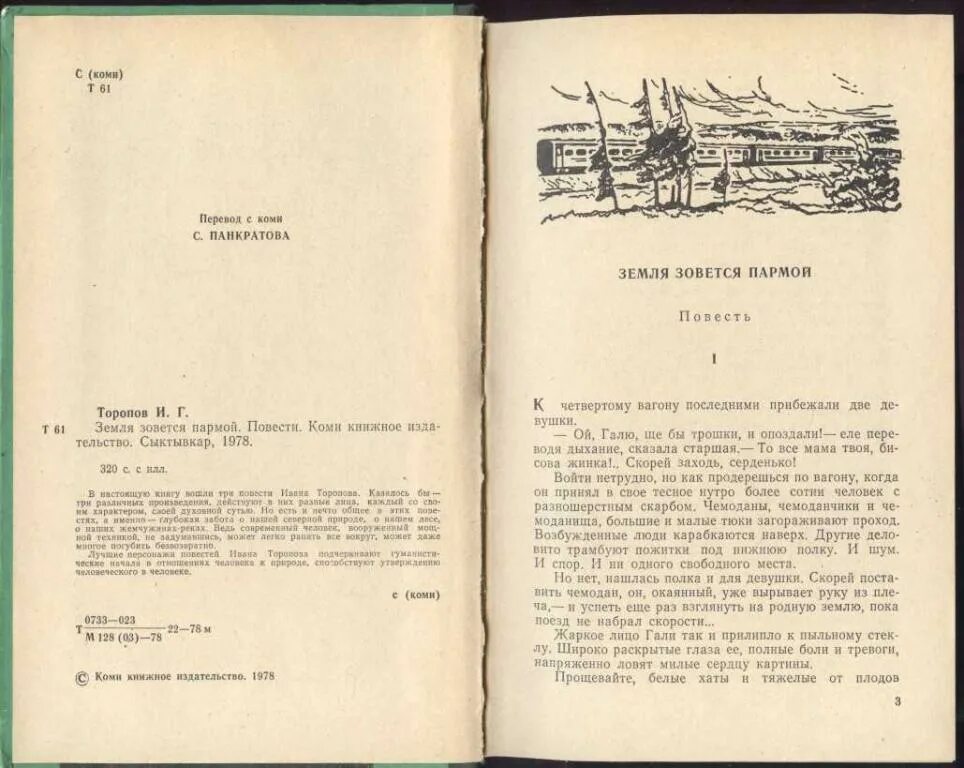 С (коми)
Т 61
Перевод с коми
С. ПАНКРАТОВА
Торопов И. Г.
Т 61
Земля зовется пармой. Повести. Коми книжное изда-
тельство. Сыктывкар, 1978.
320 с. с илл.
В настоящую книгу вошли три повести Ивана Торопова. Казалось бы —
три различных произведения, действуют в них разные лица, каждый со сво-
им характером, своей духовной сутью. Но есть и нечто общее в этих пове-
стях, а именно — глубокая забота о нашей северной природе, о нашем лесе,
о наших жемчужинах-реках. Ведь современный человек, вооруженный мощ-
ной техникой, не задумавшись, может легко ранить все вокруг, может даже
многое погубить безвозвратно.
Лучшие персонажи повестей Ивана Торопова подчеркивают гуманисти-
ческие начала в отношениях человека к природе, способствуют утверждению
человеческого в человеке.
с (коми)
0733—023
Т 22—78 м
М 128 (03)—78
© Коми книжное издательство. 1978
ЗЕМЛЯ ЗОВЕТСЯ ПАРМОЙ
Повесть
I
К четвертому вагону последними прибежали две де-
вушки.
— Ой, Галю, ще бы трошки, и опоздали!— еле пере-
водя дыхание, сказала старшая.— То все мама твоя, би-
сова жинка!.. Скорей заходь, серденько!
Войти нетрудно, но как продерешься по вагону, когда
он принял в свое тесное нутро более сотни человек с
разношерстным скарбом. Чемоданы, чемоданчики и че-
моданища, большие и малые тюки загораживают проход.
Возбужденные люди карабкаются наверх. Другие дело-
вито трамбуют пожитки под нижнюю полку. И шум.
И спор. И ни одного свободного места.
Но нет, нашлась полка и для девушки. Скорей поста-
вить чемодан, он, окаянный, уже вырывает руку из пле-
ча,— и успеть еще раз взглянуть на родную землю, пока
поезд не набрал скорости...
Жаркое лицо Гали так и прилипло к пыльному стек-
лу. Широко раскрытые глаза ее, полные боли и тревоги,
напряженно ловят милые сердцу картины.
Прощевайте, белые хаты и тяжелые от плодов
3